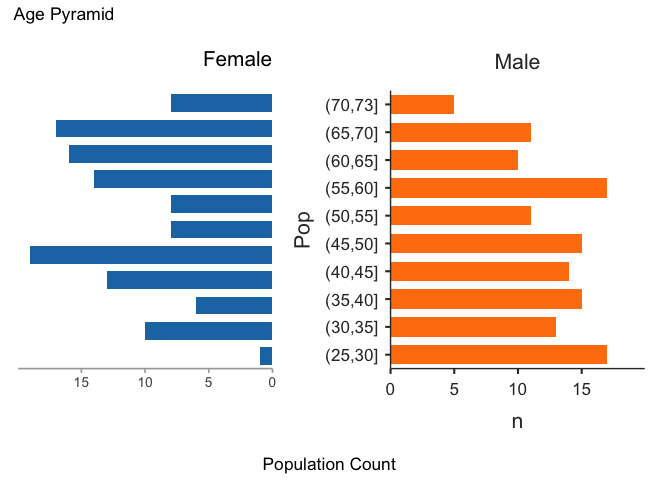 Age Pyramid
Female
Male
(70,73]
(65,70]
(60,65]
(55,60]
(50,55]
Pop
(45,50]
(40,45]
(35,40]
(30,35]
(25,30]
15 10 5 0
0 5 10 15
n
Population Count